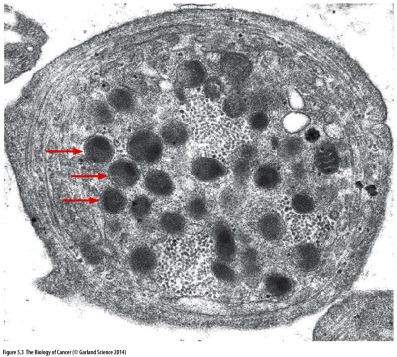 Figure 5.3 The Biology of Cancer (© Garland Science 2014)